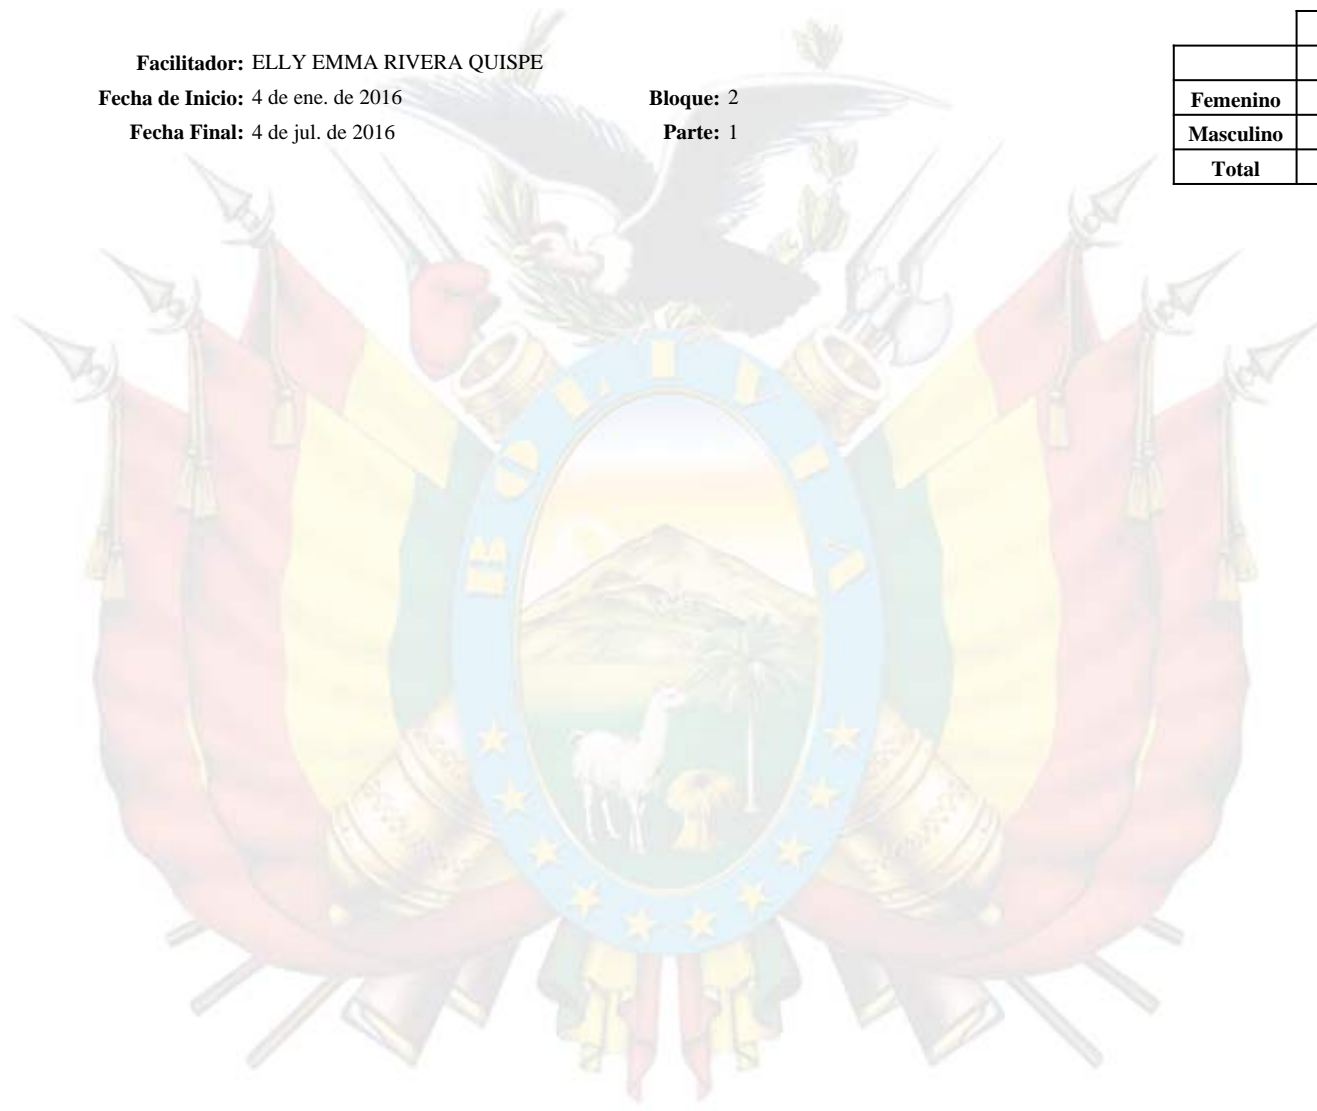 Facilitador: ELLY EMMA RIVERA QUISPE
Fecha de Inicio: 4 de ene. de 2016 Bloque: 2
Fecha Final: 4 de jul. de 2016 Parte: 1
Femenino
Masculino
Total
BOLIVIA